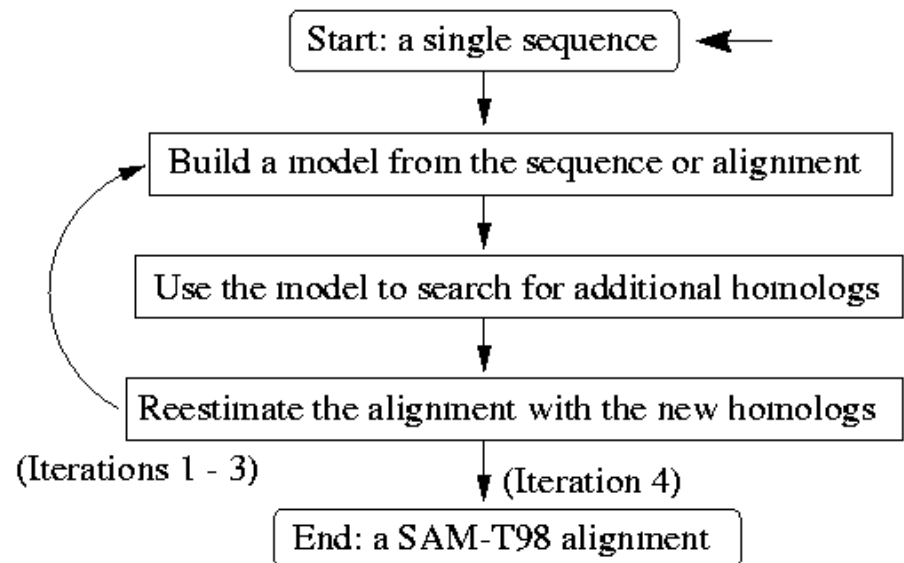 Start: a single sequence
Build a model from the sequence or alignment
Use the model to search for additional homologs
Reestimate the alignment with the new homologs
(Iterations 1 - 3)
(Iteration 4)
End: a SAM-T98 alignment